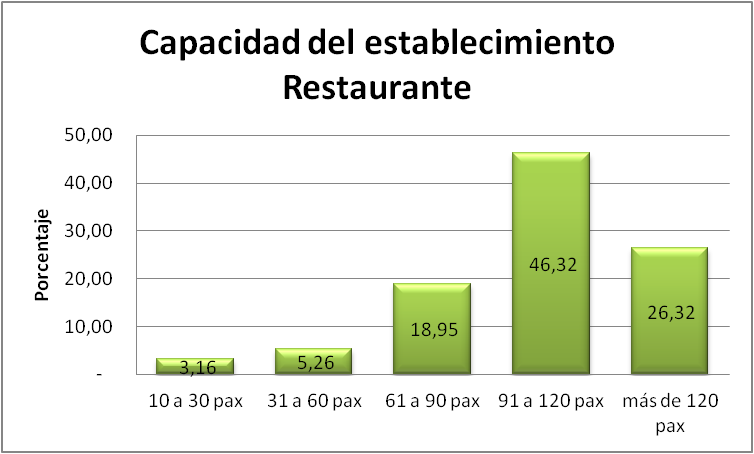 Capacidad del establecimiento
Restaurante
Porcentaje
50,00
40,00
30,00
20,00
10,00
-
3,16
5,26
18,95
46,32
26,32
10 a 30 pax
31 a 60 pax
61 a 90 pax
91 a 120 pax
más de 120
pax